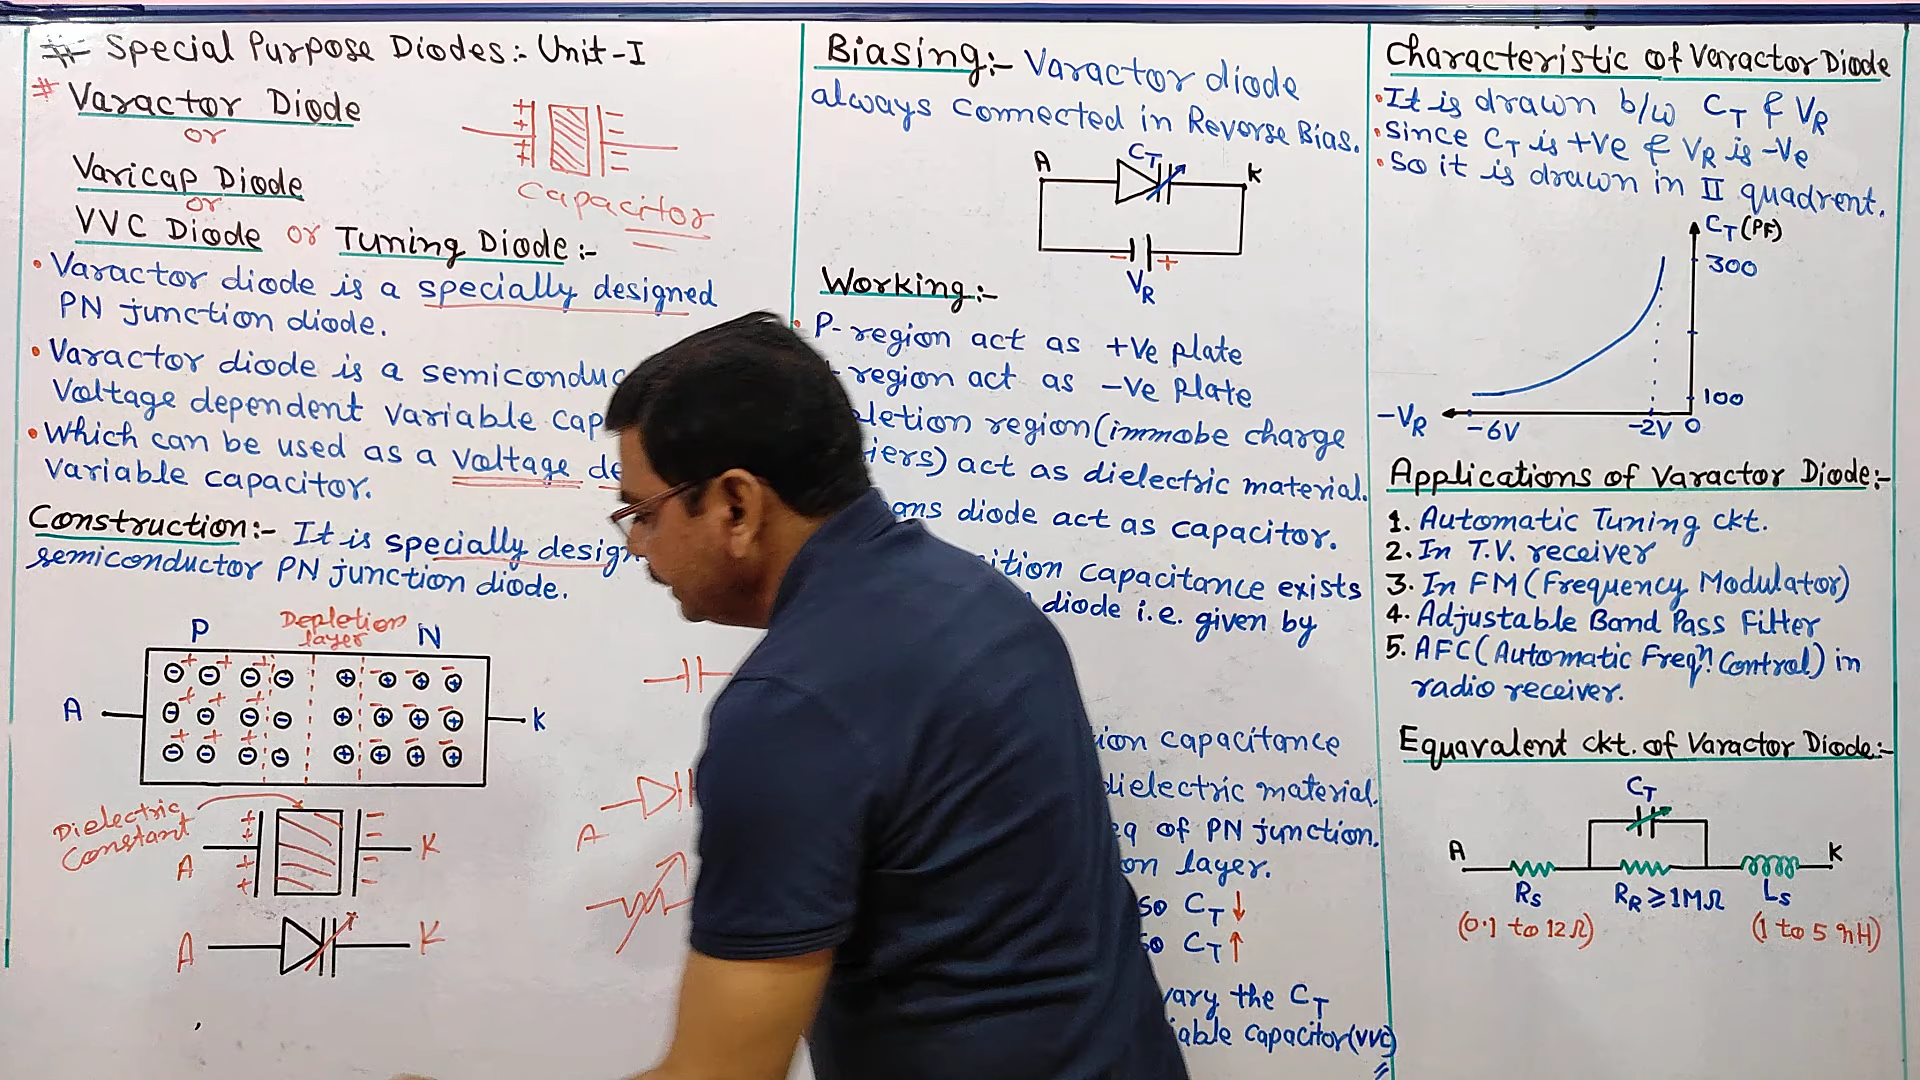 # Special Purpose Diodes:- Unit-I
# Varactor Diode
or
Varicap Diode
or
VVC Diode or Tuning Diode:-
Capacitor
• Varactor diode is a specially designed
PN junction diode.
• Varactor diode is a semiconduc
Voltage dependent variable cap
• Which can be used as a voltage de
variable capacitor.
Construction:- It is specially design
semiconductor PN junction diode.
P
Depletion
layer
N
A
K
Dielectric
Constant
A
K
A
K
A
Biasing:- Varactor diode
always connected in Reverse Bias.
A
CT
K
- +
VR
Working:-
• P-region act as +Ve plate
-region act as -Ve Plate
letion region (immobe charge
iers) act as dielectric material.
ans diode act as capacitor.
ition capacitance exists
diode i.e. given by
ion capacitance
dielectric material.
eq of PN junction.
on layer.
so CT ↓
so CT ↑
vary the CT
iable capacitor (VVC)
Characteristic of Varactor Diode
• It is drawn b/w CT & VR
• Since CT is +ve & VR is -Ve
• So it is drawn in II quadrent.
CT (PF)
300
100
-VR
-6V
-2V
0
Applications of Varactor Diode:-
1. Automatic Tuning ckt.
2. In T.V. receiver
3. In FM (Frequency Modulator)
4. Adjustable Band Pass Filter
5. AFC (Automatic Freqn. Control) in
radio receiver.
Equavalent ckt. of Varactor Diode:-
CT
A
K
RS
RR ≥ 1MΩ
LS
(0.1 to 12Ω)
(1 to 5 nH)